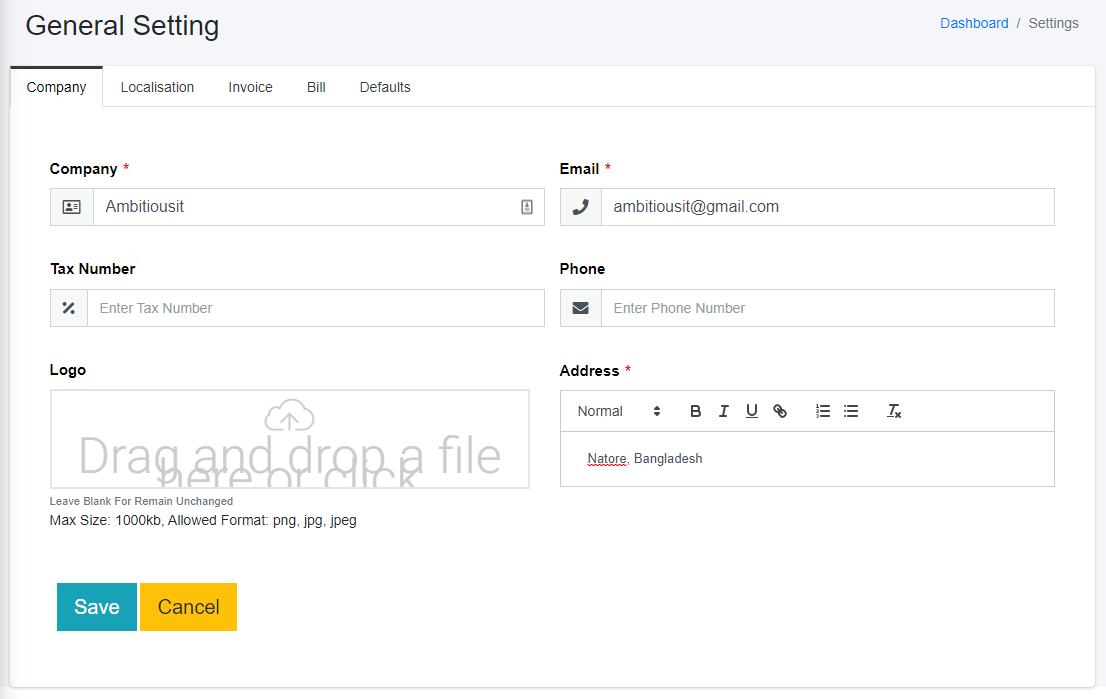 General Setting
Dashboard / Settings
Company Localisation Invoice Bill Defaults
Company * Email *
Ambitiousit ambitiousit@gmail.com
Tax Number Phone
Enter Tax Number Enter Phone Number
Logo Address *
Normal B I U
Drag and drop a file
here or click
Natore, Bangladesh
Leave Blank For Remain Unchanged
Max Size: 1000kb, Allowed Format: png, jpg, jpeg
Save Cancel